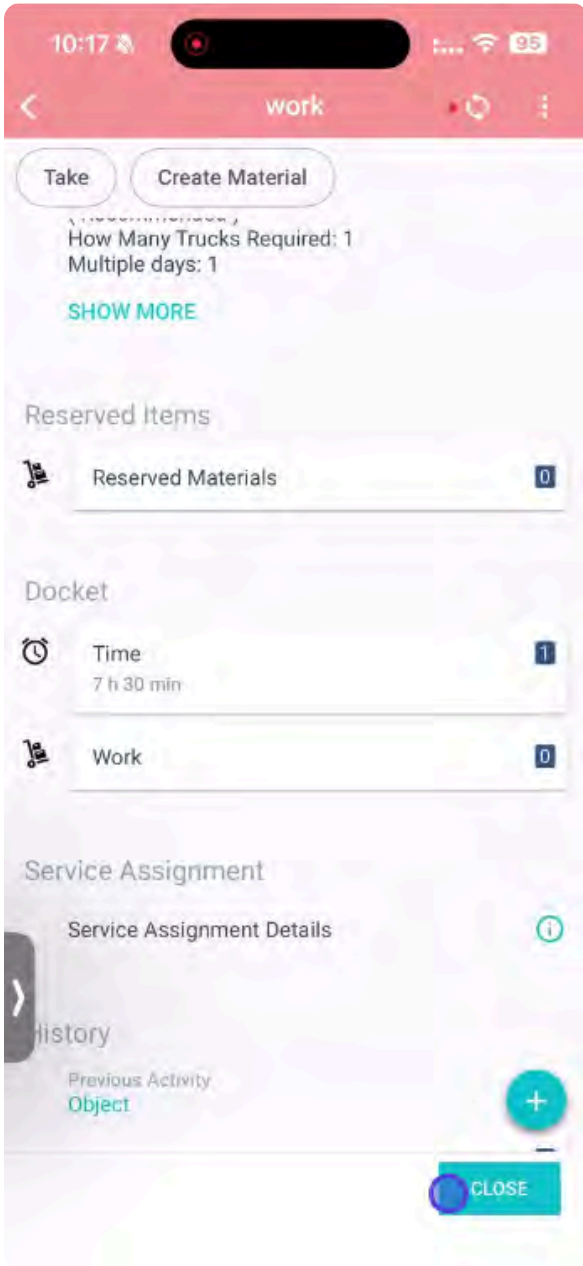 10:17
95
work
Take
Create Material
How Many Trucks Required: 1
Multiple days: 1
SHOW MORE
Reserved Items
Reserved Materials
0
Docket
Time
1
7 h 30 min
Work
0
Service Assignment
Service Assignment Details
History
Previous Activity
Object
+
CLOSE